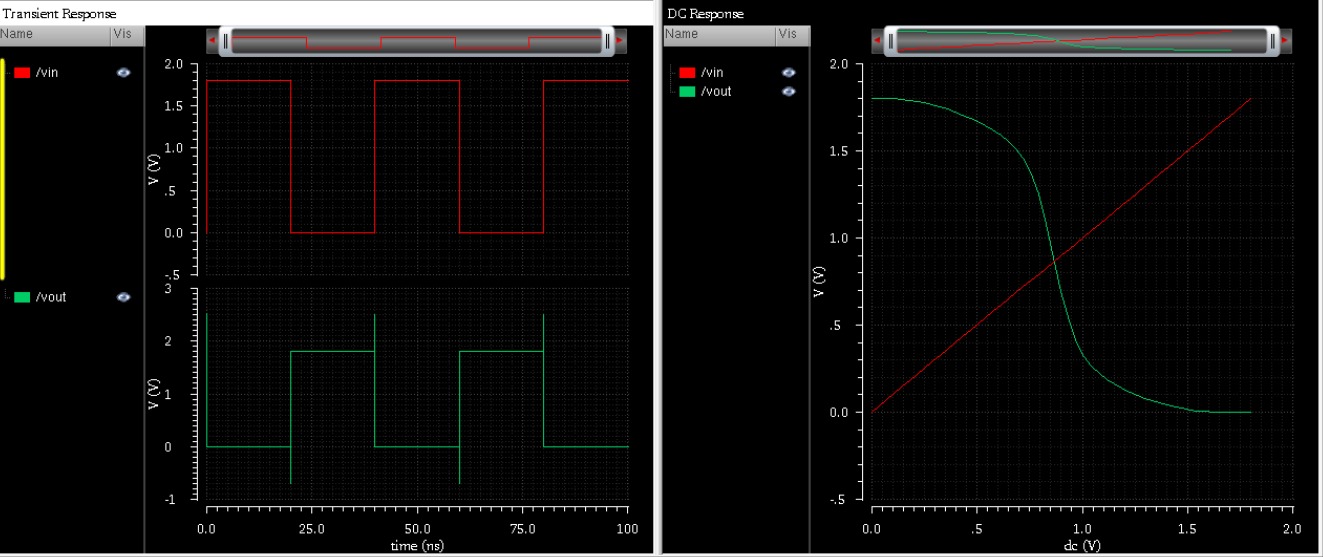 Transient Response
Name Vis
/vin
2.0
1.5
1.0
.5
0.0
-.5
V (V)
/vout
3
2
1
0
-1
V (V)
0.0 25.0 50.0 75.0 100
time (ns)
DC Response
Name Vis
/vin
/vout
2.0
1.5
1.0
.5
0.0
-.5
V (V)
0.0 .5 1.0 1.5 2.0
dc (V)